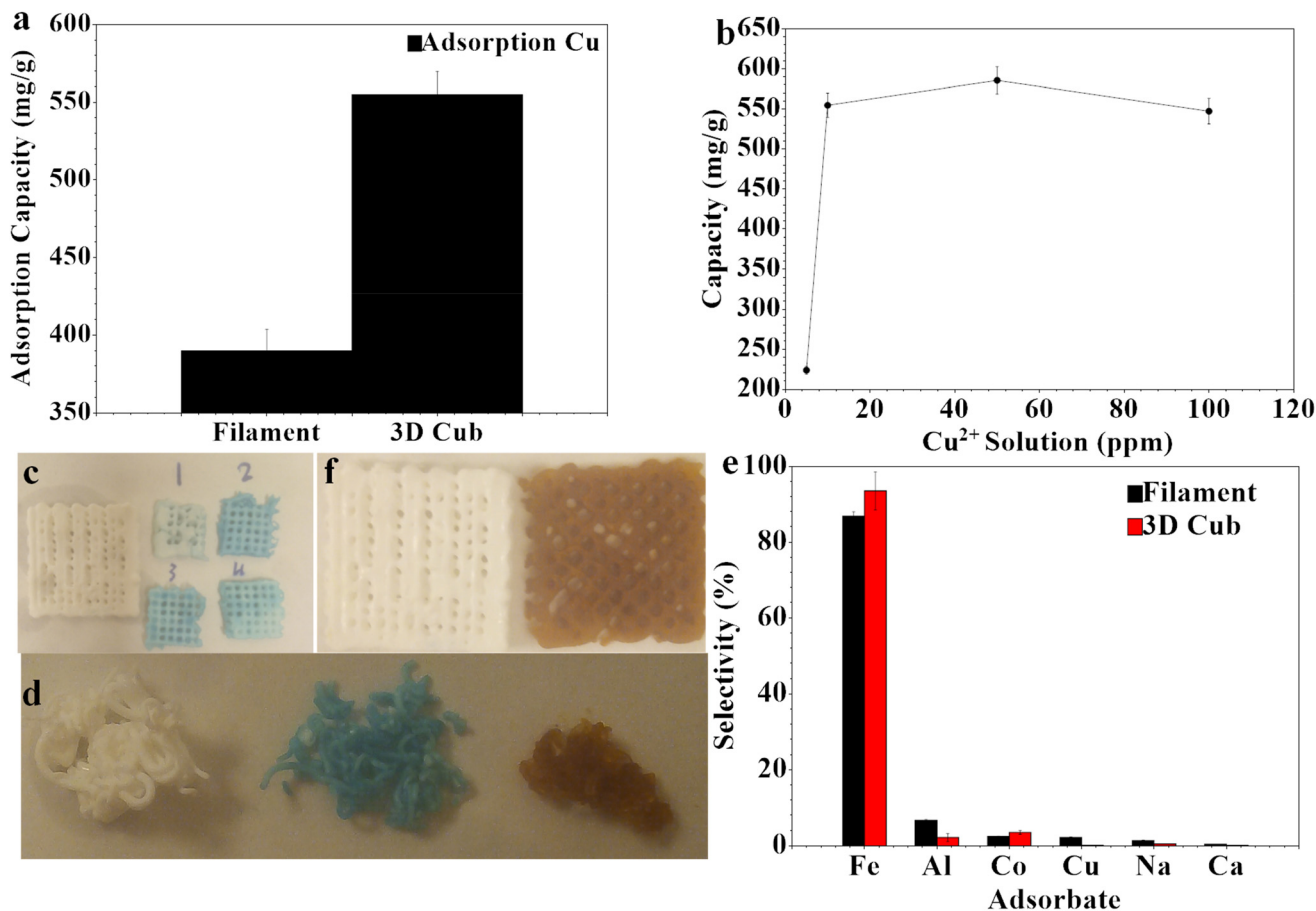 a
600
550
500
450
400
350
Adsorption Capacity (mg/g)
Adsorption Cu
Filament 3D Cub
b
650
600
550
500
450
400
350
300
250
200
Capacity (mg/g)
0 20 40 60 80 100 120
Cu²⁺ Solution (ppm)
c
1 2
3 4
f
d
e
100
80
60
40
20
0
Selectivity (%)
Filament
3D Cub
Fe Al Co Cu Na Ca
Adsorbate